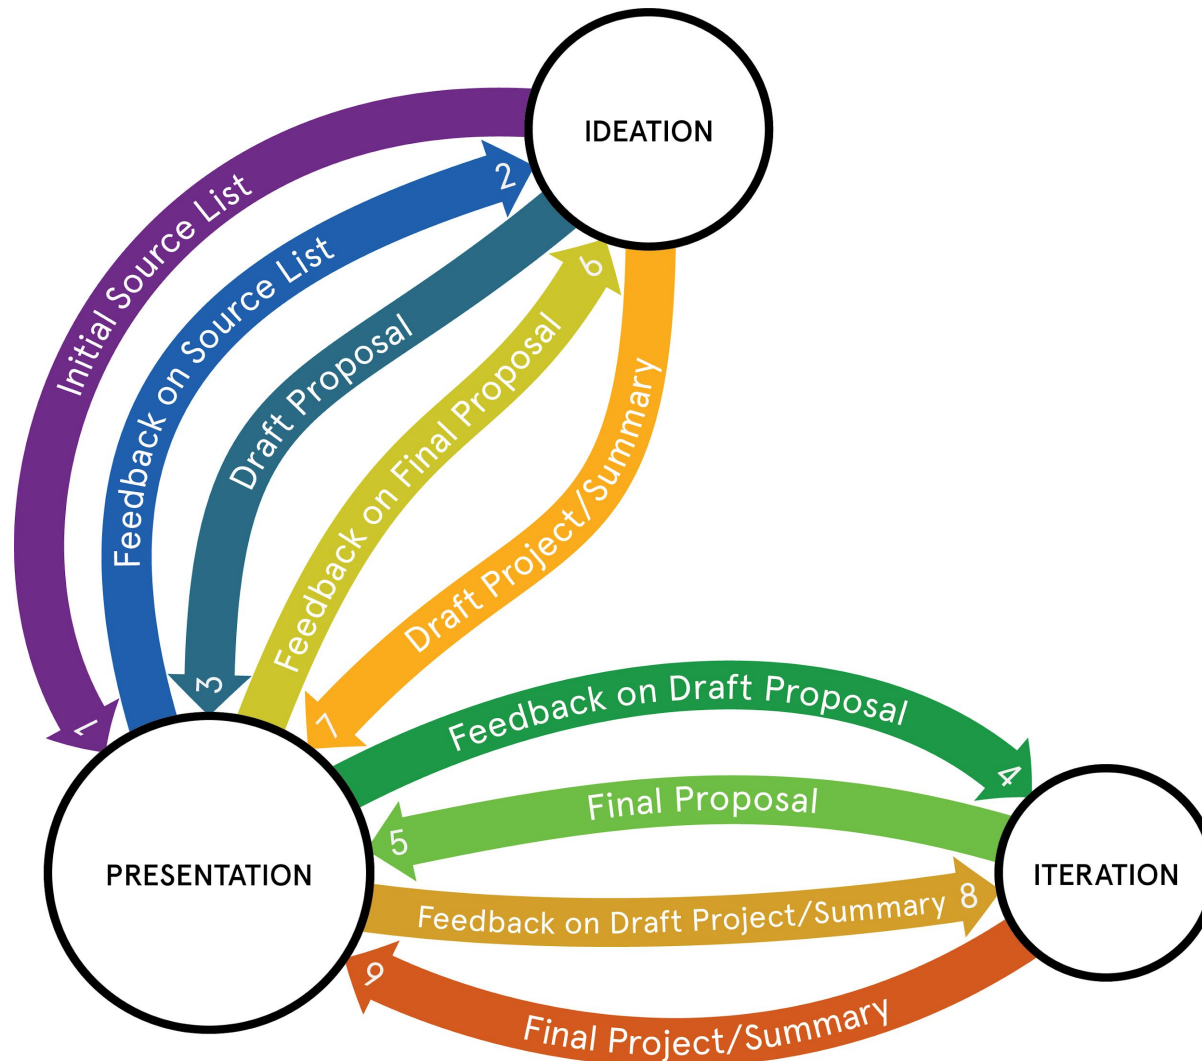 IDEATION
Initial Source List
1
Feedback on Source List
2
Draft Proposal
3
Feedback on Final Proposal
6
Draft Project/Summary
7
Feedback on Draft Proposal
4
Final Proposal
5
PRESENTATION
ITERATION
Feedback on Draft Project/Summary
8
Final Project/Summary
9